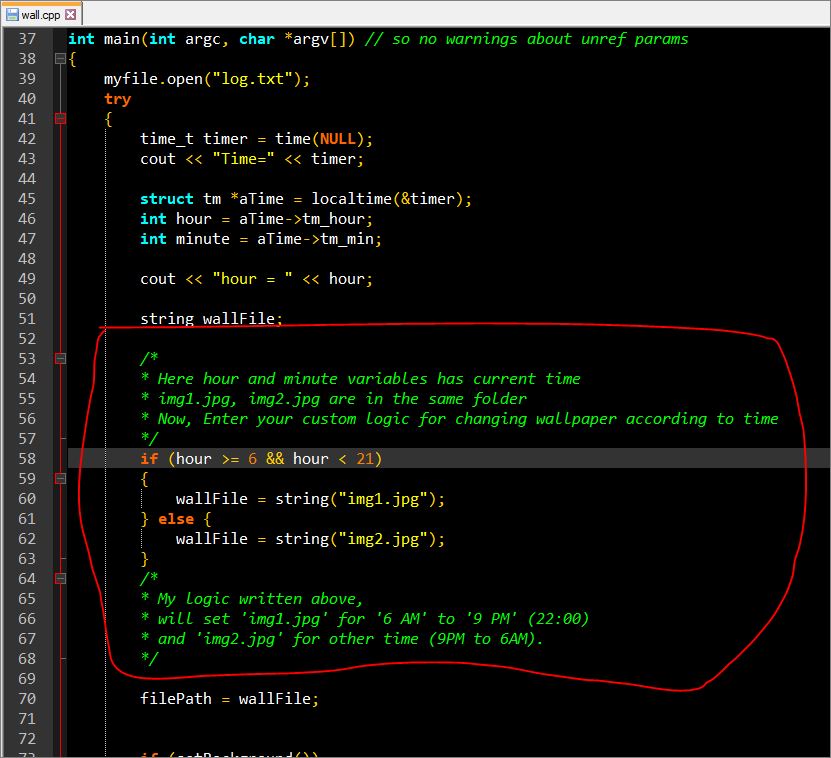 wall.cpp
37 int main(int argc, char *argv[]) // so no warnings about unref params
38 {
39 myfile.open("log.txt");
40 try
41 {
42 time_t timer = time(NULL);
43 cout << "Time=" << timer;
44
45 struct tm *aTime = localtime(&timer);
46 int hour = aTime->tm_hour;
47 int minute = aTime->tm_min;
48
49 cout << "hour = " << hour;
50
51 string wallFile;
52
53 /*
54 * Here hour and minute variables has current time
55 * img1.jpg, img2.jpg are in the same folder
56 * Now, Enter your custom logic for changing wallpaper according to time
57 */
58 if (hour >= 6 && hour < 21)
59 {
60 wallFile = string("img1.jpg");
61 } else {
62 wallFile = string("img2.jpg");
63 }
64 /*
65 * My logic written above,
66 * will set 'img1.jpg' for '6 AM' to '9 PM' (22:00)
67 * and 'img2.jpg' for other time (9PM to 6AM).
68 */
69
70 filePath = wallFile;
71
72